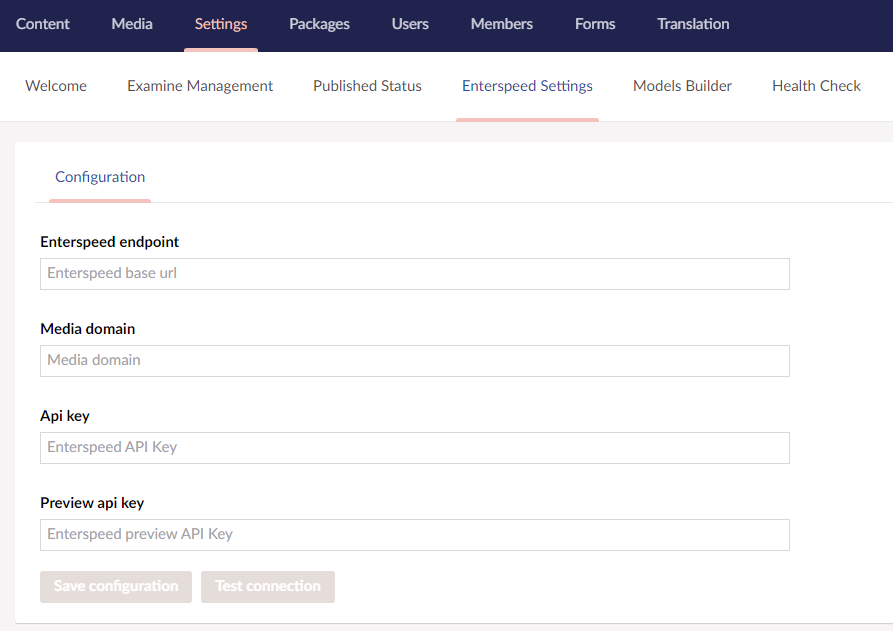 Content Media Settings Packages Users Members Forms Translation
Welcome Examine Management Published Status Enterspeed Settings Models Builder Health Check
Configuration
Enterspeed endpoint
Enterspeed base url
Media domain
Media domain
Api key
Enterspeed API Key
Preview api key
Enterspeed preview API Key
Save configuration Test connection